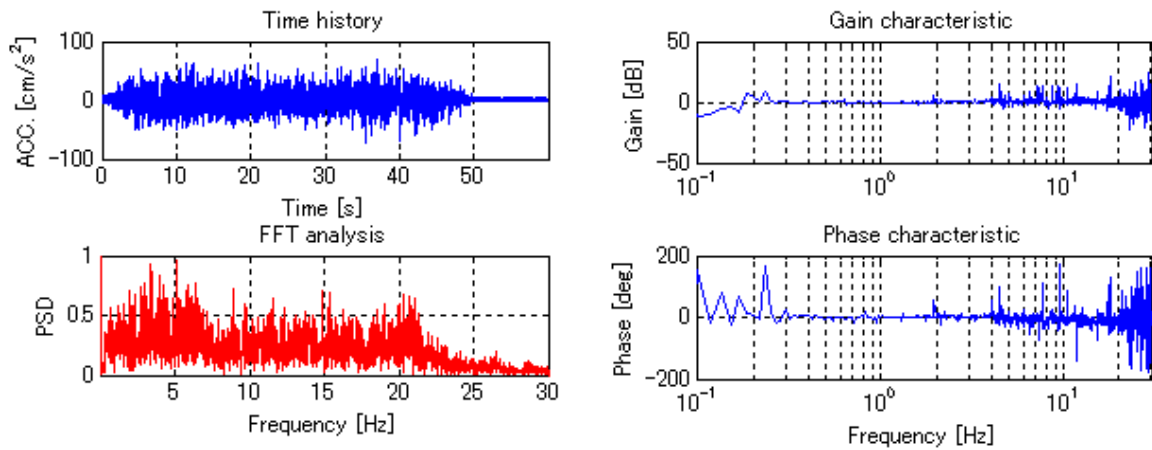 Time history
ACC. [cm/s²]
100
0
-100
0 10 20 30 40 50
Time [s]
Gain characteristic
Gain [dB]
50
0
-50
10⁻¹ 10⁰ 10¹
FFT analysis
PSD
1
0.5
0
5 10 15 20 25 30
Frequency [Hz]
Phase characteristic
Phase [deg]
200
0
-200
10⁻¹ 10⁰ 10¹
Frequency [Hz]